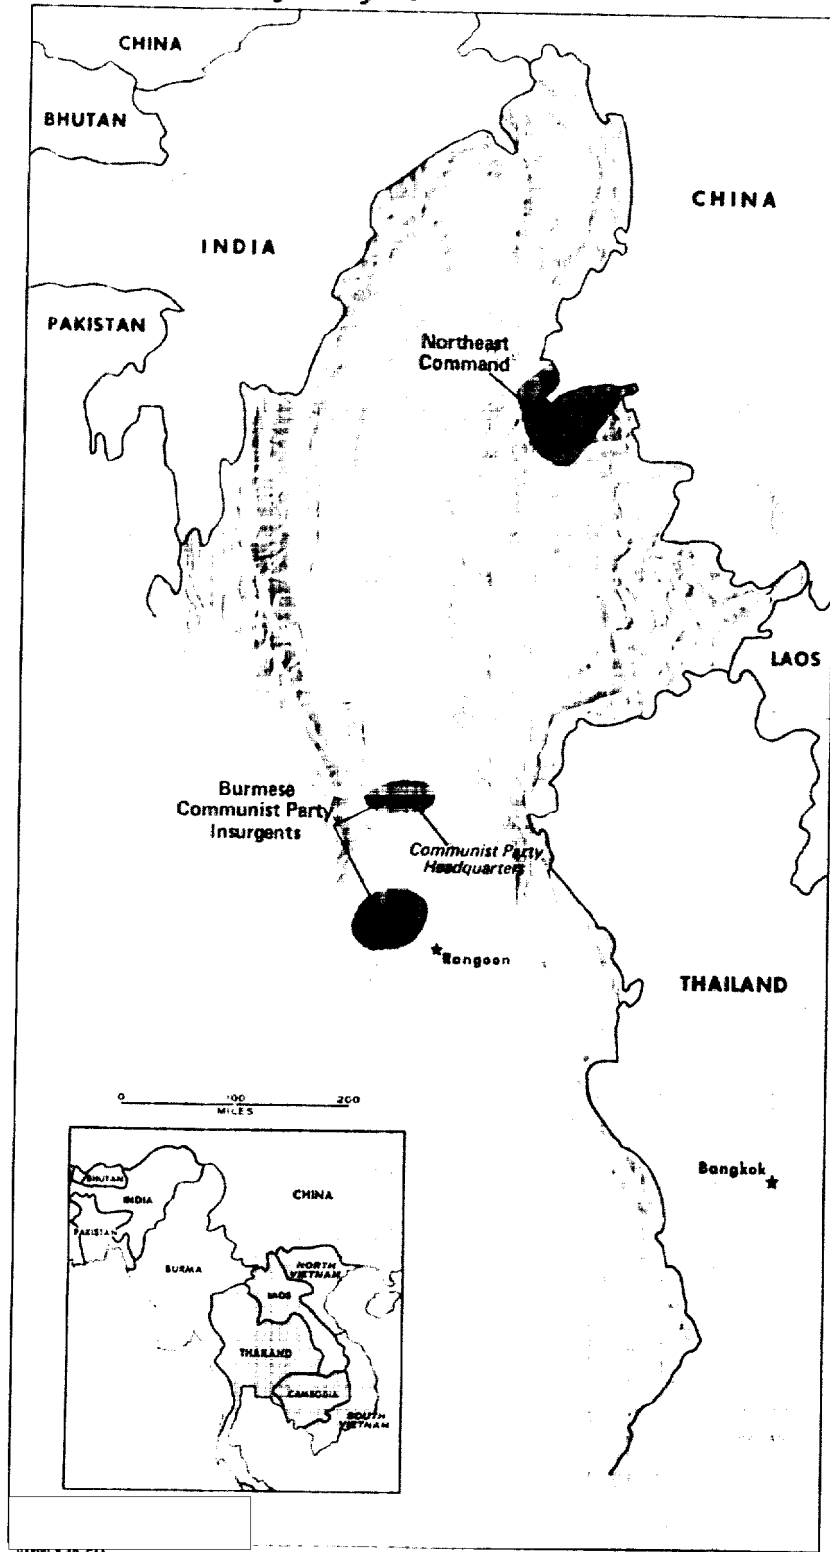 CHINA
BHUTAN
CHINA
INDIA
PAKISTAN
Northeast
Command
LAOS
Burmese
Communist Party
Insurgents
Communist Party
Headquarters
Rangoon
THAILAND
0 100 200
MILES
Bangkok
BHUTAN
INDIA
CHINA
PAKISTAN
BURMA
NORTH
VIETNAM
LAOS
THAILAND
CAMBODIA
SOUTH
VIETNAM